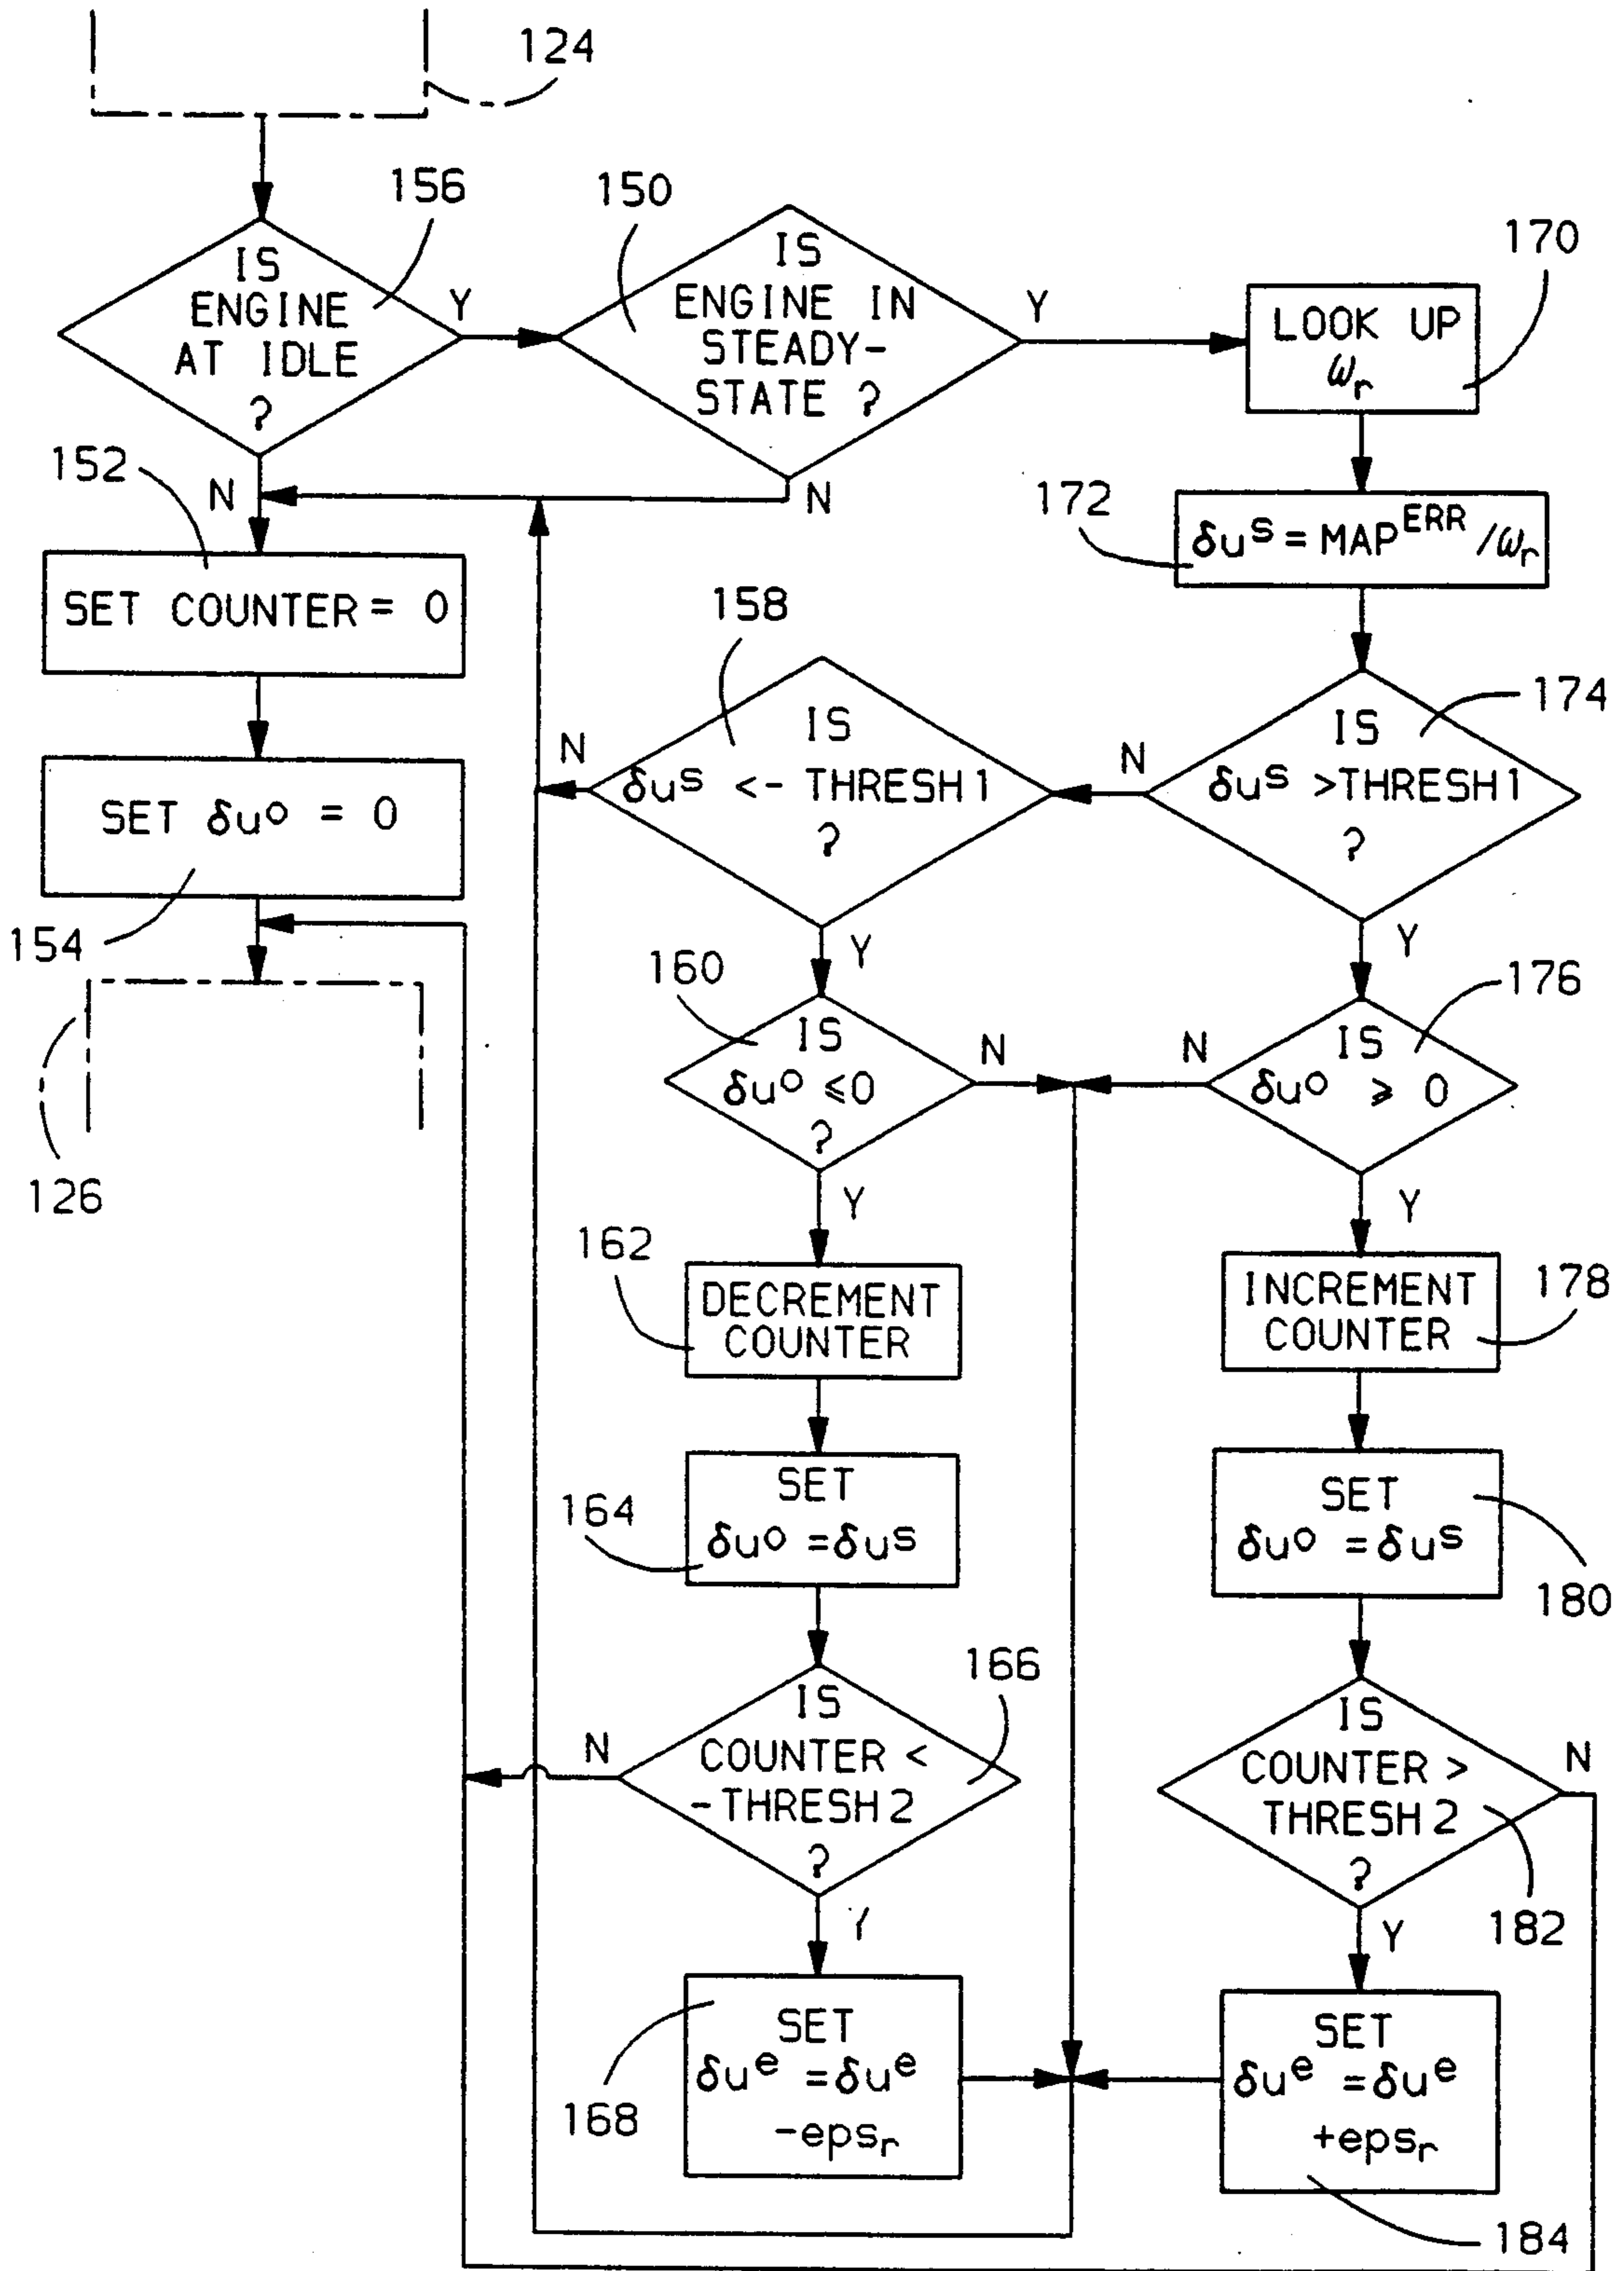 124
156
IS
ENGINE
AT IDLE
?
Y
N
150
IS
ENGINE IN
STEADY-
STATE ?
Y
N
170
LOOK UP
ωr
172
δuˢ = MAPᴱᴿᴿ /ωr
152
SET COUNTER = 0
SET δuᵒ = 0
154
126
158
IS
δuˢ <- THRESH1
?
N
Y
174
IS
δuˢ >THRESH1
?
N
Y
160
IS
δuᵒ ≤0
?
N
Y
176
IS
δuᵒ ≥ 0
N
Y
162
DECREMENT
COUNTER
178
INCREMENT
COUNTER
164
SET
δuᵒ =δuˢ
SET
δuᵒ =δuˢ
180
166
IS
COUNTER <
-THRESH2
?
N
Y
IS
COUNTER >
THRESH2
?
N
Y
182
168
SET
δuᵉ =δuᵉ
-epsr
SET
δuᵉ =δuᵉ
+epsr
184